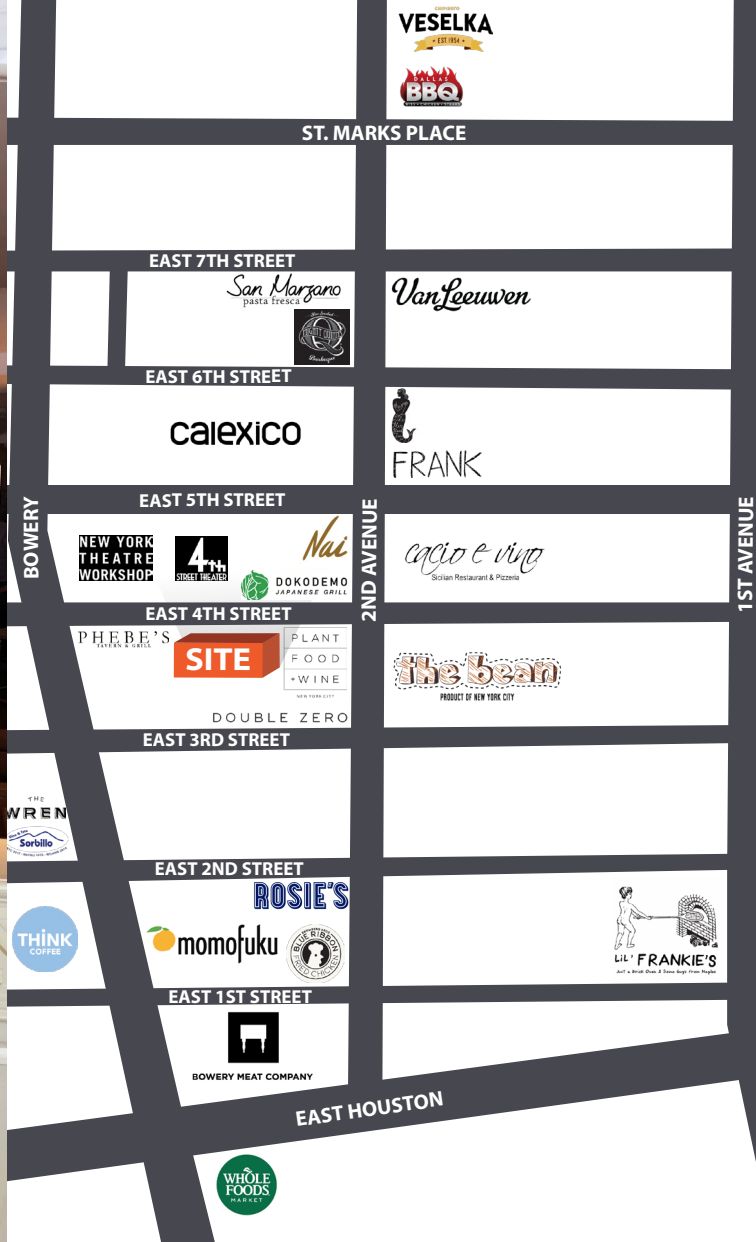 VESELKA
EST. 1954
DALLAS
BBQ
ST. MARKS PLACE
EAST 7TH STREET
San Marzano
pasta fresca
Van Leeuwen
Barbeque
EAST 6TH STREET
calexico
FRANK
BOWERY
EAST 5TH STREET
2ND AVENUE
1ST AVENUE
NEW YORK
THEATRE
WORKSHOP
4th
STREET THEATER
Nai
DOKODEMO
JAPANESE GRILL
cacio e vino
Sicilian Restaurant & Pizzeria
EAST 4TH STREET
PHEBE'S
TAVERN & GRILL
SITE
PLANT
FOOD
+WINE
NEW YORK CITY
DOUBLE ZERO
the bean
PRODUCT OF NEW YORK CITY
EAST 3RD STREET
THE
WREN
Sorbillo
EAST 2ND STREET
ROSIE'S
THINK
COFFEE
momofuku
BLUE RIBBON
FRIED CHICKEN
LiL' FRANKIE'S
EAST 1ST STREET
BOWERY MEAT COMPANY
EAST HOUSTON
WHOLE
FOODS
MARKET